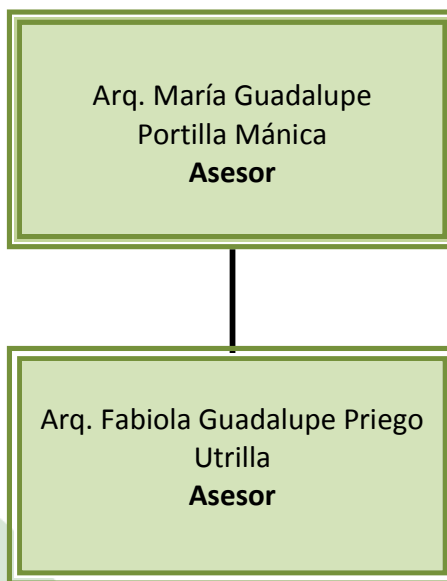 Arq. María Guadalupe
Portilla Mánica
Asesor
Arq. Fabiola Guadalupe Priego
Utrilla
Asesor